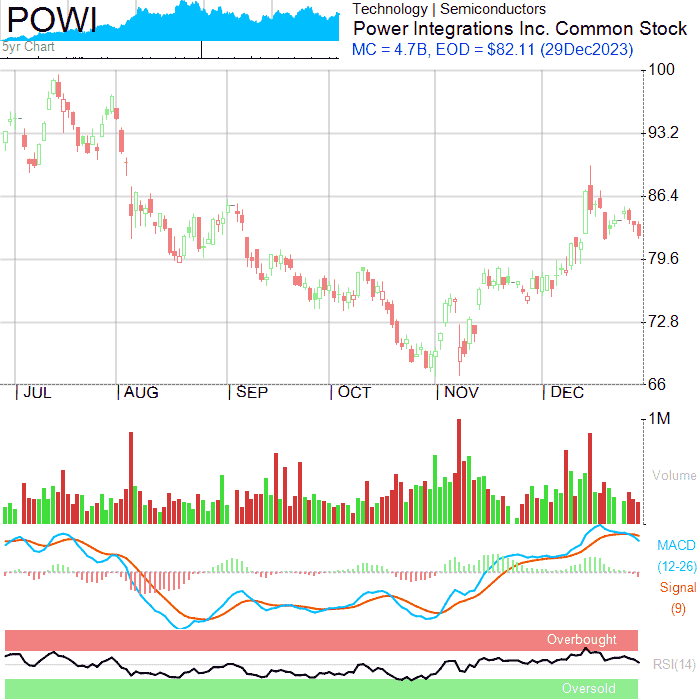 POWI
5yr Chart
Technology | Semiconductors
Power Integrations Inc. Common Stock
MC = 4.7B, EOD = $82.11 (29Dec2023)
100
93.2
86.4
79.6
72.8
66
JUL AUG SEP OCT NOV DEC
1M
Volume
MACD
(12-26)
Signal
(9)
Overbought
RSI(14)
Oversold